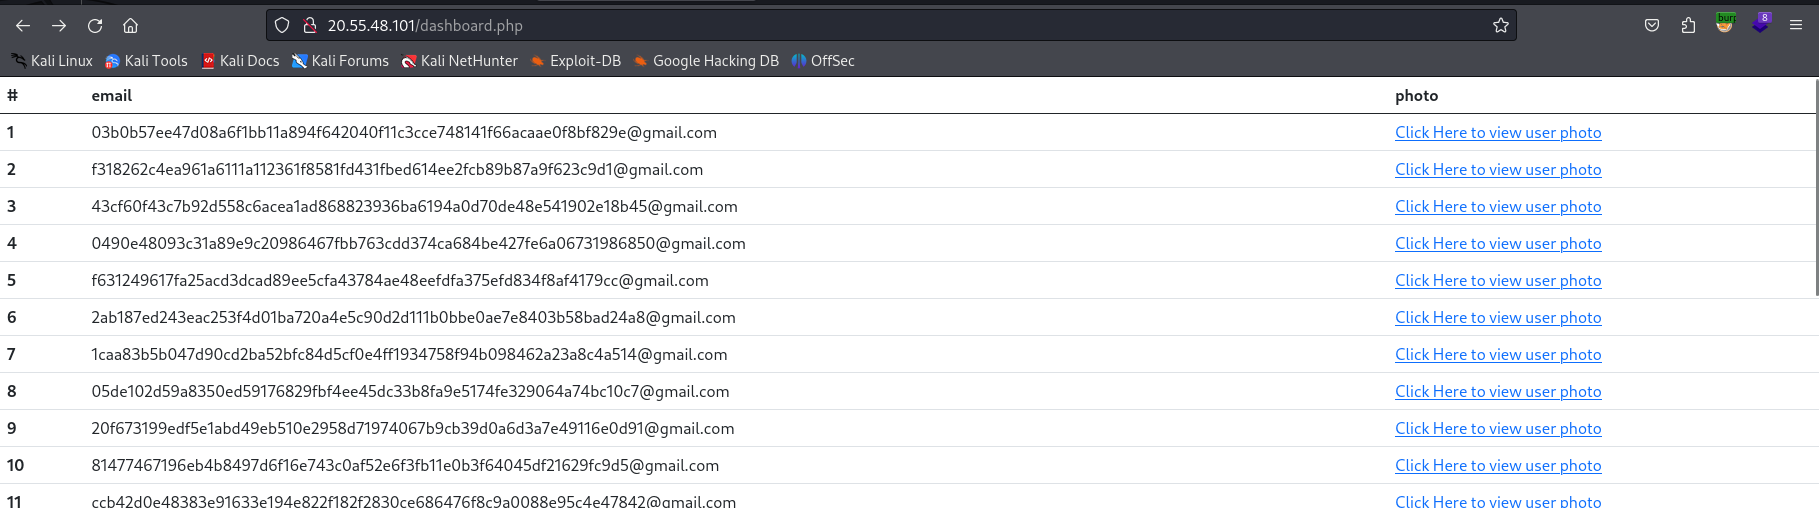 20.55.48.101/dashboard.php
burp
8
Kali Linux Kali Tools Kali Docs Kali Forums Kali NetHunter Exploit-DB Google Hacking DB OffSec
# email photo
1 03b0b57ee47d08a6f1bb11a894f642040f11c3cce748141f66acaae0f8bf829e@gmail.com Click Here to view user photo
2 f318262c4ea961a6111a112361f8581fd431fbed614ee2fcb89b87a9f623c9d1@gmail.com Click Here to view user photo
3 43cf60f43c7b92d558c6acea1ad868823936ba6194a0d70de48e541902e18b45@gmail.com Click Here to view user photo
4 0490e48093c31a89e9c20986467fbb763cdd374ca684be427fe6a06731986850@gmail.com Click Here to view user photo
5 f631249617fa25acd3dcad89ee5cfa43784ae48eefdfa375efd834f8af4179cc@gmail.com Click Here to view user photo
6 2ab187ed243eac253f4d01ba720a4e5c90d2d111b0bbe0ae7e8403b58bad24a8@gmail.com Click Here to view user photo
7 1caa83b5b047d90cd2ba52bfc84d5cf0e4ff1934758f94b098462a23a8c4a514@gmail.com Click Here to view user photo
8 05de102d59a8350ed59176829fbf4ee45dc33b8fa9e5174fe329064a74bc10c7@gmail.com Click Here to view user photo
9 20f673199edf5e1abd49eb510e2958d71974067b9cb39d0a6d3a7e49116e0d91@gmail.com Click Here to view user photo
10 81477467196eb4b8497d6f16e743c0af52e6f3fb11e0b3f64045df21629fc9d5@gmail.com Click Here to view user photo
11 ccb42d0e48383e91633e194e822f182f2830ce686476f8c9a0088e95c4e47842@gmail.com Click Here to view user photo